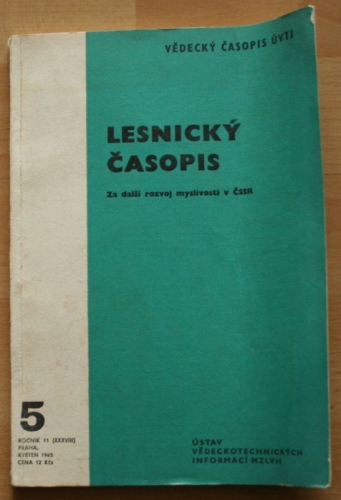 VĚDECKÝ ČASOPIS ÚVTI
LESNICKÝ
ČASOPIS
Za další rozvoj myslivosti v ČSSR
5
ROČNÍK 11 (XXXVIII)
PRAHA,
KVĚTEN 1965
CENA 12 Kčs
ÚSTAV
VĚDECKOTECHNICKÝCH
INFORMACÍ MZLVH